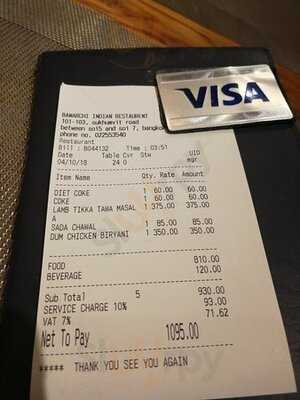 VISA
BAWARCHI INDIAN RESTAURENT
101-103, sukhumvit road
between soi5 and soi 7, bangkok
phone no. 022553540
Restaurant
Bill : B044132 Time : 03:51
Date Table Cvr Stw UID
04/10/18 24 0 mgr
Item Name Qty. Rate Amount
DIET COKE 1 60.00 60.00
COKE 1 60.00 60.00
LAMB TIKKA TAWA MASAL 1 375.00 375.00
A
SADA CHAWAL 1 85.00 85.00
DUM CHICKEN BIRYANI 1 350.00 350.00
FOOD 810.00
BEVERAGE 120.00
Sub Total 5 930.00
SERVICE CHARGE 10% 93.00
VAT 7% 71.62
Net To Pay 1095.00
***** THANK YOU SEE YOU AGAIN